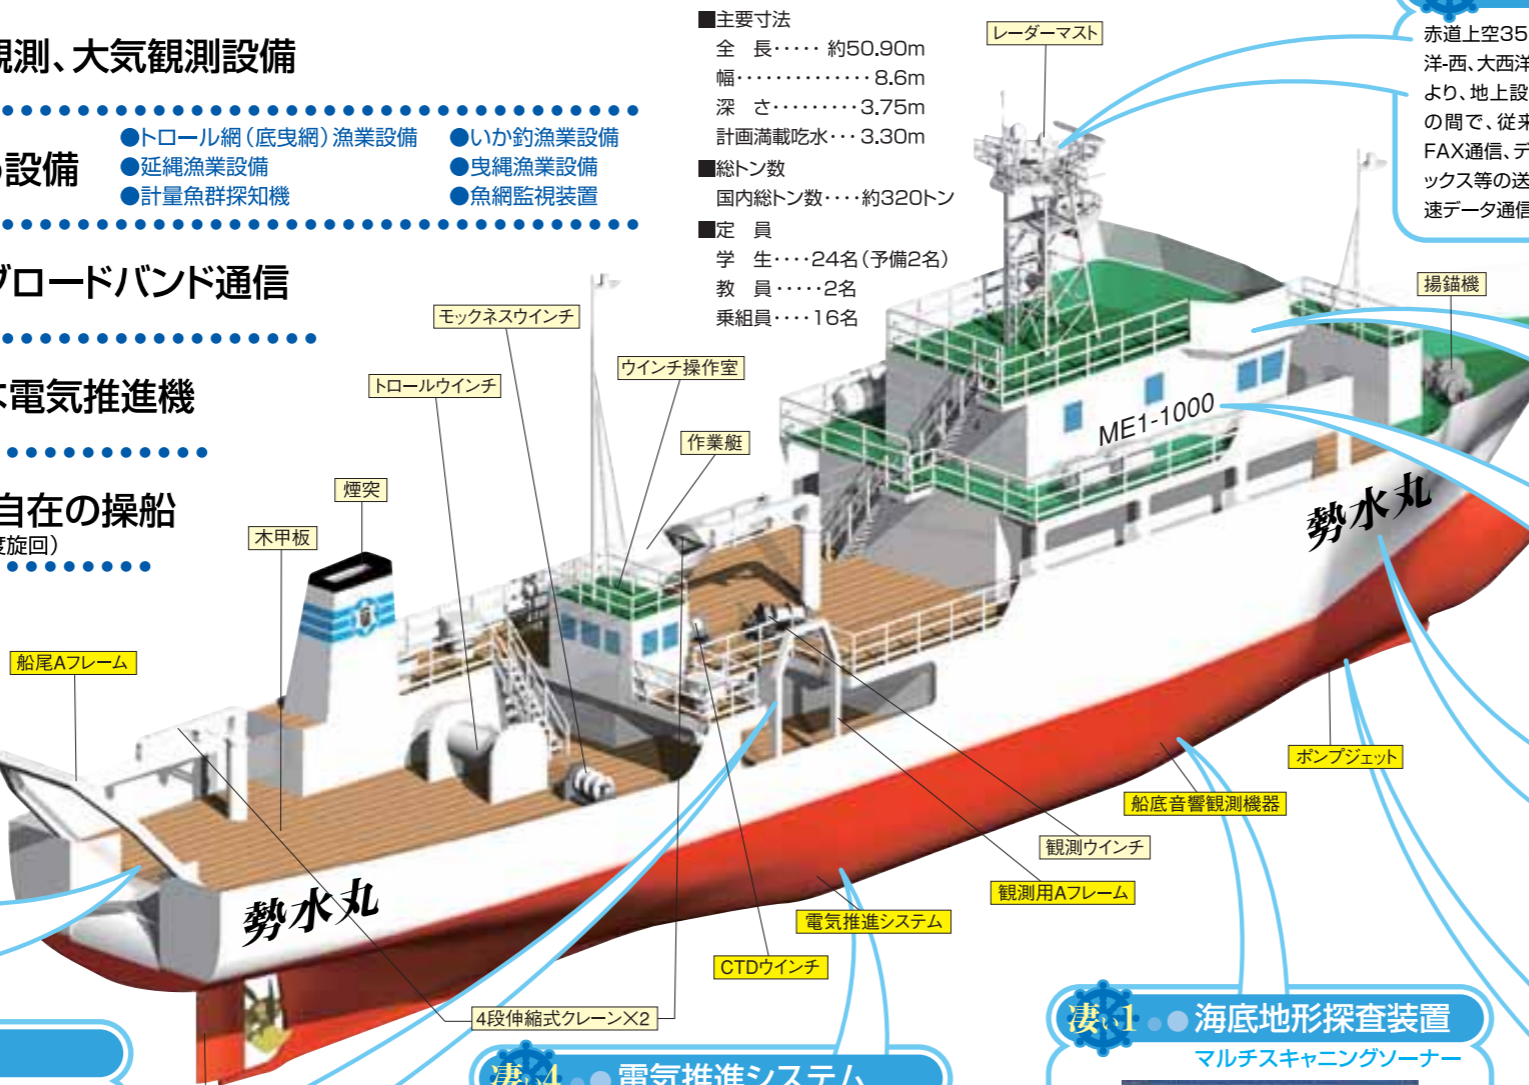 観測、大気観測設備
設備
●トロール網(底曳網)漁業設備
●延縄漁業設備
●計量魚群探知機
●いか釣漁業設備
●曳縄漁業設備
●魚網監視装置
ブロードバンド通信
電気推進機
自在の操船
度旋回)
■主要寸法
全　長‥‥‥約50.90m
幅‥‥‥‥‥‥‥8.6m
深　さ‥‥‥‥‥3.75m
計画満載吃水‥‥3.30m
■総トン数
国内総トン数‥‥約320トン
■定　員
学　生‥‥24名(予備2名)
教　員‥‥‥2名
乗組員‥‥16名
赤道上空35
洋-西、大西洋
より、地上設
の間で、従来
FAX通信、デ
ックス等の送
速データ通信
レーダーマスト
揚錨機
モックネスウインチ
ウインチ操作室
トロールウインチ
作業艇
煙突
木甲板
船尾Aフレーム
ME1-1000
勢水丸
勢水丸
ポンプジェット
船底音響観測機器
観測ウインチ
観測用Aフレーム
電気推進システム
CTDウインチ
4段伸縮式クレーン×2
凄い1 海底地形探査装置
マルチスキャニングソーナー
凄い4 電気推進システム